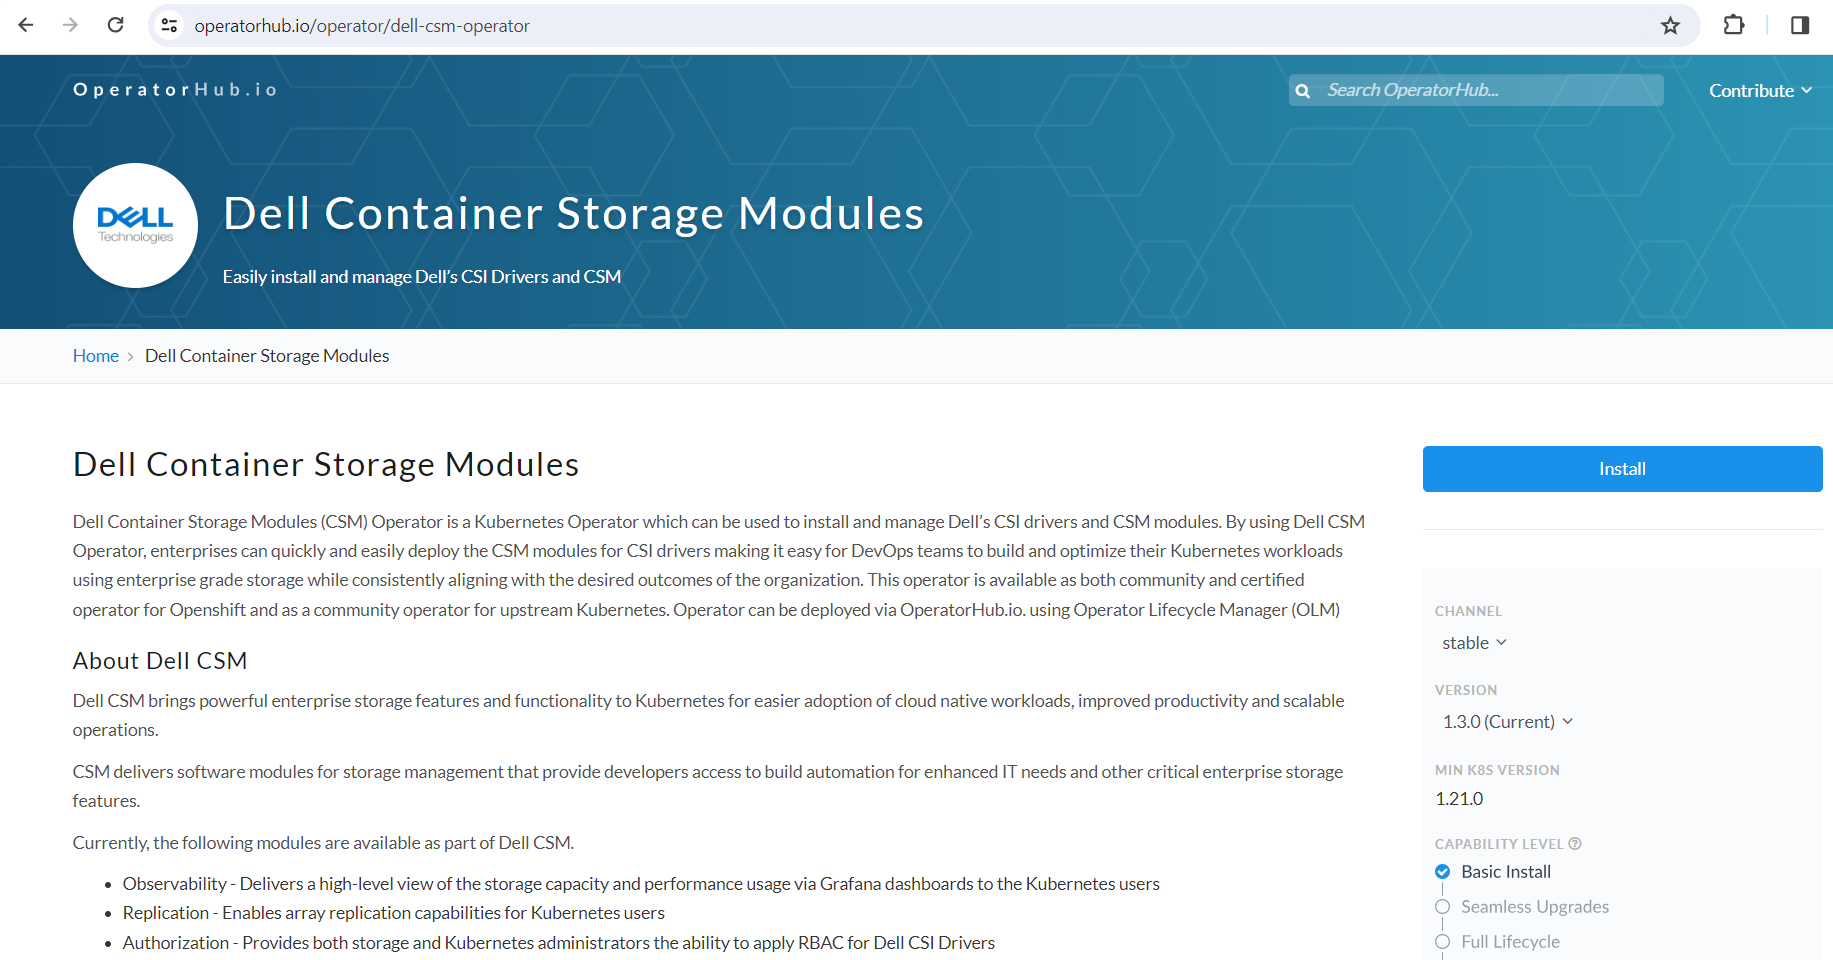 operatorhub.io/operator/dell-csm-operator
OperatorHub.io
Search OperatorHub...
Contribute
DELL
Technologies
Dell Container Storage Modules
Easily install and manage Dell's CSI Drivers and CSM
Home > Dell Container Storage Modules
Dell Container Storage Modules
Dell Container Storage Modules (CSM) Operator is a Kubernetes Operator which can be used to install and manage Dell's CSI drivers and CSM modules. By using Dell CSM
Operator, enterprises can quickly and easily deploy the CSM modules for CSI drivers making it easy for DevOps teams to build and optimize their Kubernetes workloads
using enterprise grade storage while consistently aligning with the desired outcomes of the organization. This operator is available as both community and certified
operator for Openshift and as a community operator for upstream Kubernetes. Operator can be deployed via OperatorHub.io. using Operator Lifecycle Manager (OLM)
About Dell CSM
Dell CSM brings powerful enterprise storage features and functionality to Kubernetes for easier adoption of cloud native workloads, improved productivity and scalable
operations.
CSM delivers software modules for storage management that provide developers access to build automation for enhanced IT needs and other critical enterprise storage
features.
Currently, the following modules are available as part of Dell CSM.
• Observability - Delivers a high-level view of the storage capacity and performance usage via Grafana dashboards to the Kubernetes users
• Replication - Enables array replication capabilities for Kubernetes users
• Authorization - Provides both storage and Kubernetes administrators the ability to apply RBAC for Dell CSI Drivers
Install
CHANNEL
stable
VERSION
1.3.0 (Current)
MIN K8S VERSION
1.21.0
CAPABILITY LEVEL
Basic Install
Seamless Upgrades
Full Lifecycle